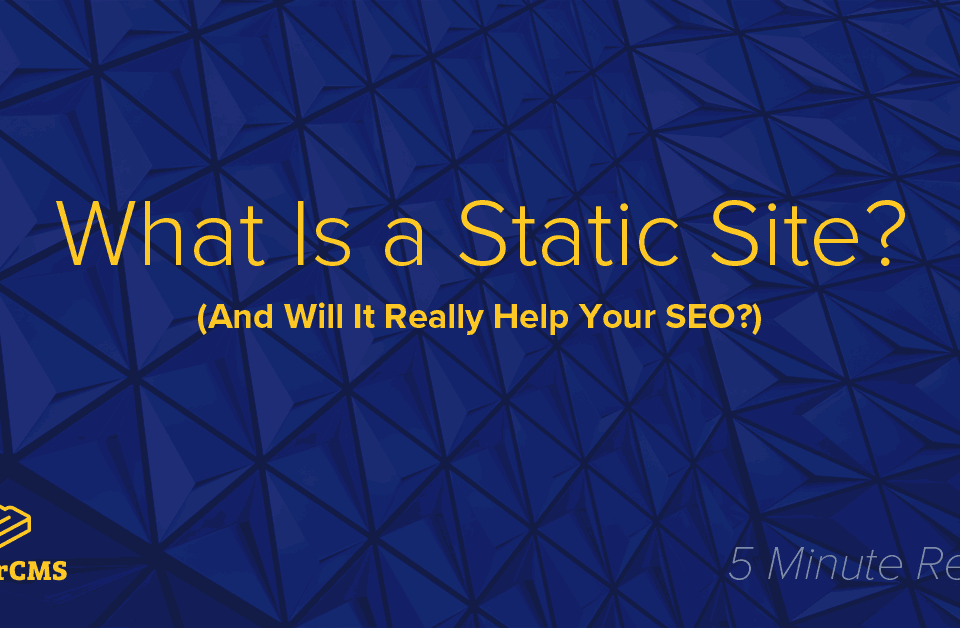 What Is a Static Site?
(And Will It Really Help Your SEO?)
rCMS
5 Minute Re